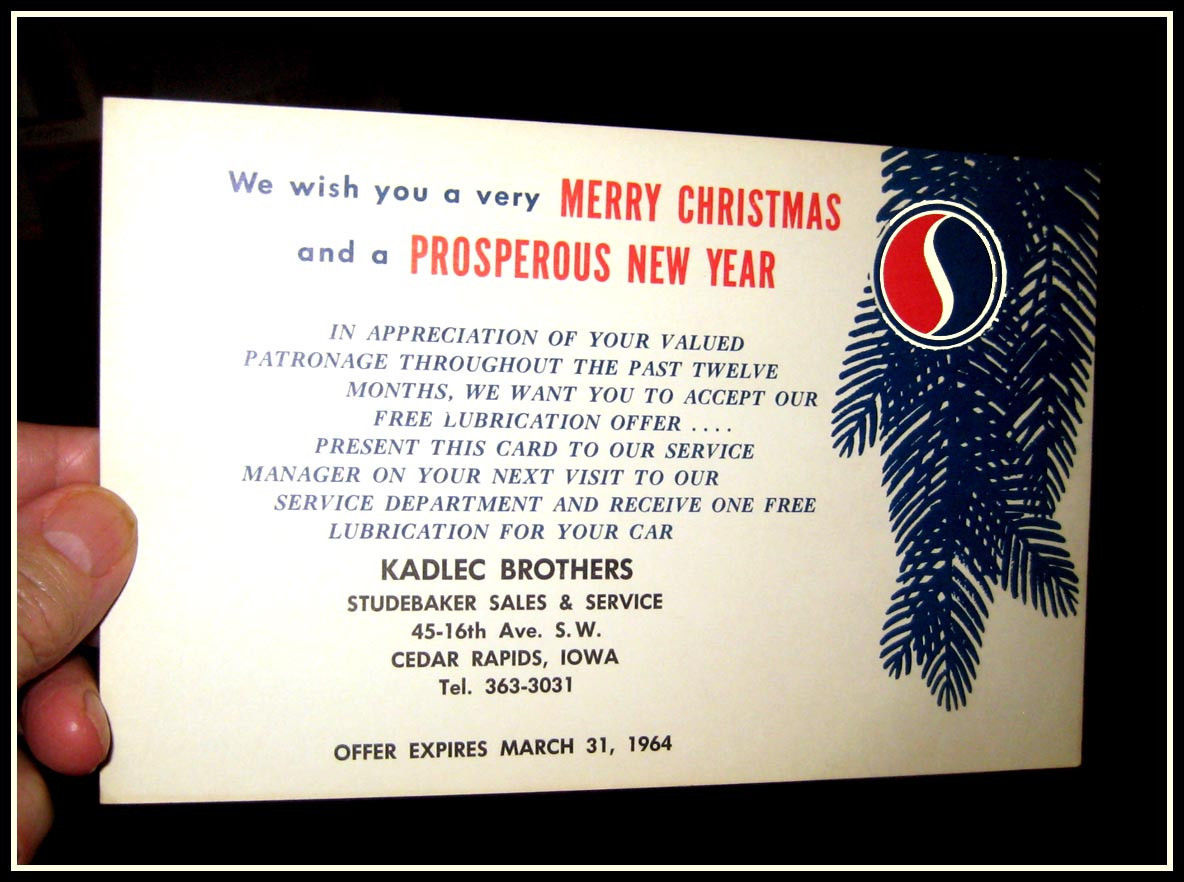 We wish you a very MERRY CHRISTMAS
and a PROSPEROUS NEW YEAR
IN APPRECIATION OF YOUR VALUED
PATRONAGE THROUGHOUT THE PAST TWELVE
MONTHS, WE WANT YOU TO ACCEPT OUR
FREE LUBRICATION OFFER ....
PRESENT THIS CARD TO OUR SERVICE
MANAGER ON YOUR NEXT VISIT TO OUR
SERVICE DEPARTMENT AND RECEIVE ONE FREE
LUBRICATION FOR YOUR CAR
KADLEC BROTHERS
STUDEBAKER SALES & SERVICE
45-16th Ave. S.W.
CEDAR RAPIDS, IOWA
Tel. 363-3031
OFFER EXPIRES MARCH 31, 1964